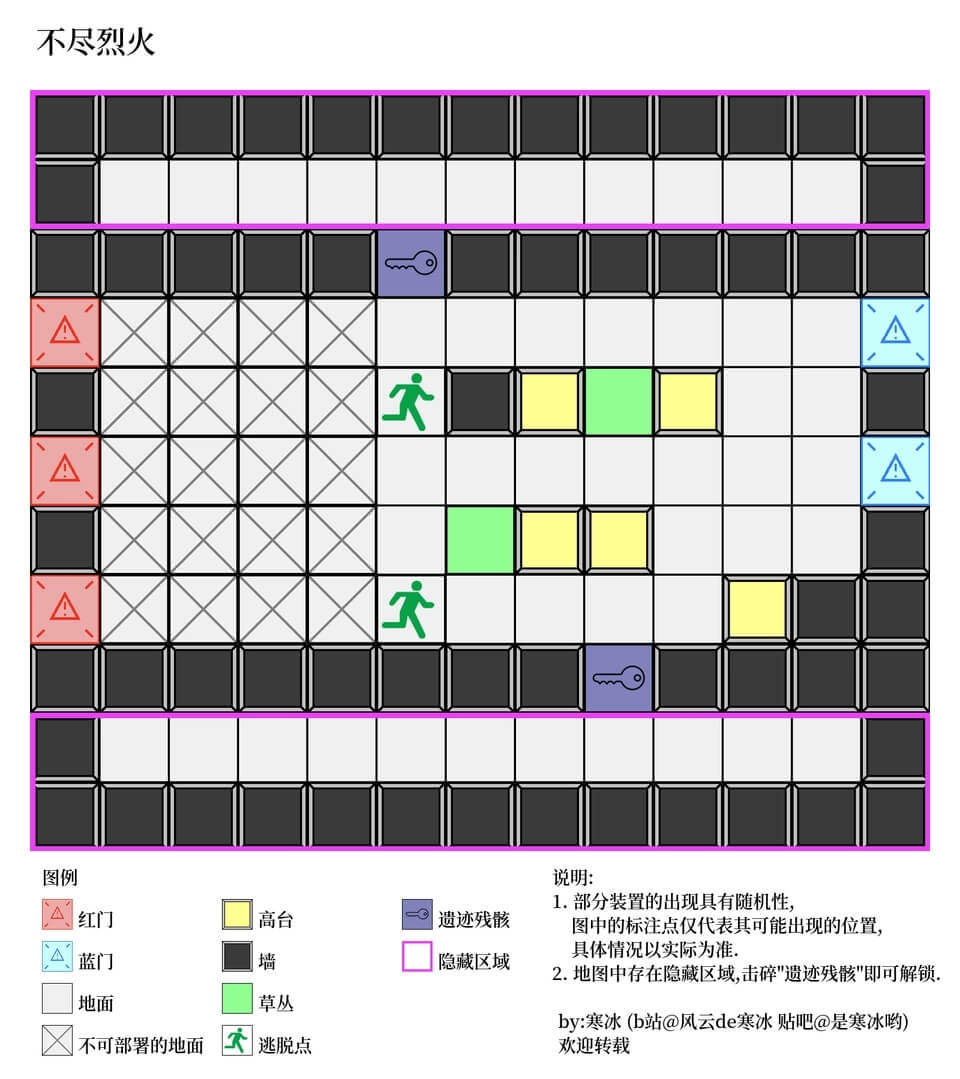 不尽烈火
图例
红门
蓝门
地面
不可部署的地面
高台
墙
草丛
逃脱点
遗迹残骸
隐藏区域
说明:
1. 部分装置的出现具有随机性,
图中的标注点仅代表其可能出现的位置,
具体情况以实际为准.
2. 地图中存在隐藏区域,击碎"遗迹残骸"即可解锁.
by:寒冰 (b站@风云de寒冰 贴吧@是寒冰哟)
欢迎转载